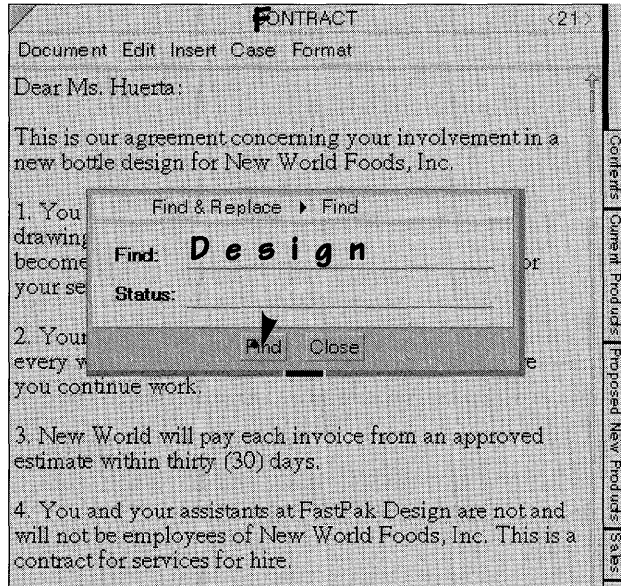 FONTRACT <21>
Document Edit Insert Case Format
Dear Ms. Huerta:
This is our agreement concerning your involvement in a
new bottle design for New World Foods, Inc.
Find & Replace ▸ Find
1. You
drawing
Find: Design
become or
your se
Status:
2. Your
Find Close
every w e
you continue work.
3. New World will pay each invoice from an approved
estimate within thirty (30) days.
4. You and your assistants at FastPak Design are not and
will not be employees of New World Foods, Inc. This is a
contract for services for hire.
Contents
Current Products
Proposed New Products
Sales